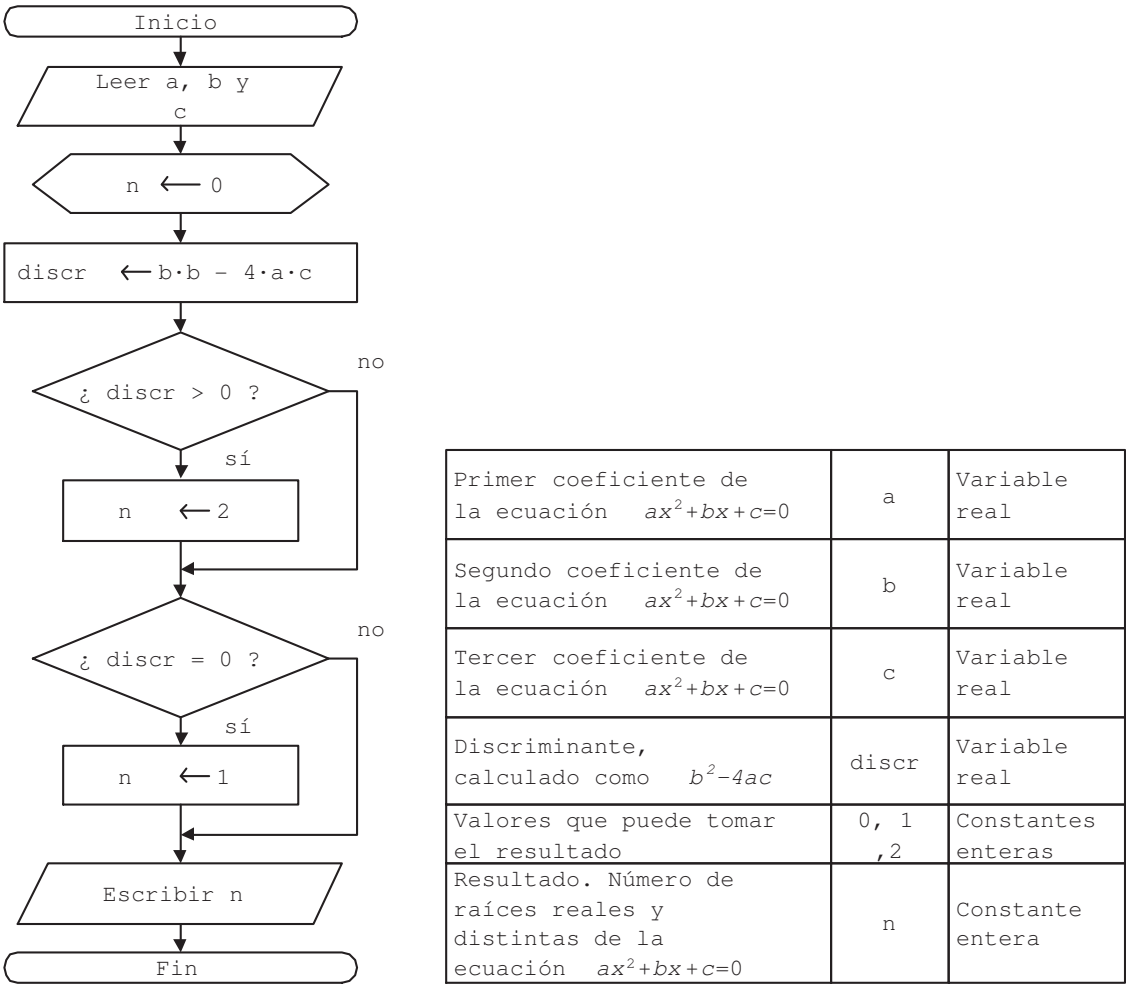 Inicio
Leer a, b y
c
n ← 0
discr ← b·b – 4·a·c
¿ discr > 0 ?
no
sí
n ← 2
¿ discr = 0 ?
no
sí
n ← 1
Escribir n
Fin
Primer coeficiente de
la ecuación ax²+bx+c=0
a
Variable
real
Segundo coeficiente de
la ecuación ax²+bx+c=0
b
Variable
real
Tercer coeficiente de
la ecuación ax²+bx+c=0
c
Variable
real
Discriminante,
calculado como b²–4ac
discr
Variable
real
Valores que puede tomar
el resultado
0, 1
,2
Constantes
enteras
Resultado. Número de
raíces reales y
distintas de la
ecuación ax²+bx+c=0
n
Constante
entera